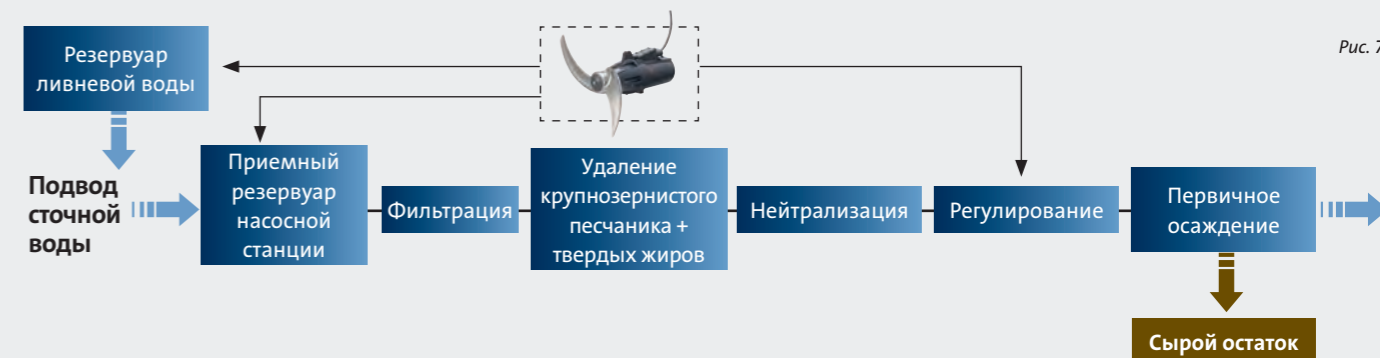 Рис. 7
Резервуар
ливневой воды
Подвод
сточной
воды
Приемный
резервуар
насосной
станции
Фильтрация
Удаление
крупнозернистого
песчаника +
твердых жиров
Нейтрализация
Регулирование
Первичное
осаждение
Сырой остаток